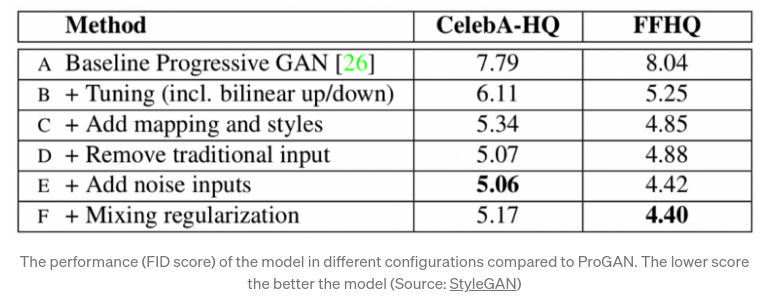 Method CelebA-HQ FFHQ
A Baseline Progressive GAN [26] 7.79 8.04
B + Tuning (incl. bilinear up/down) 6.11 5.25
C + Add mapping and styles 5.34 4.85
D + Remove traditional input 5.07 4.88
E + Add noise inputs 5.06 4.42
F + Mixing regularization 5.17 4.40
The performance (FID score) of the model in different configurations compared to ProGAN. The lower score
the better the model (Source: StyleGAN)